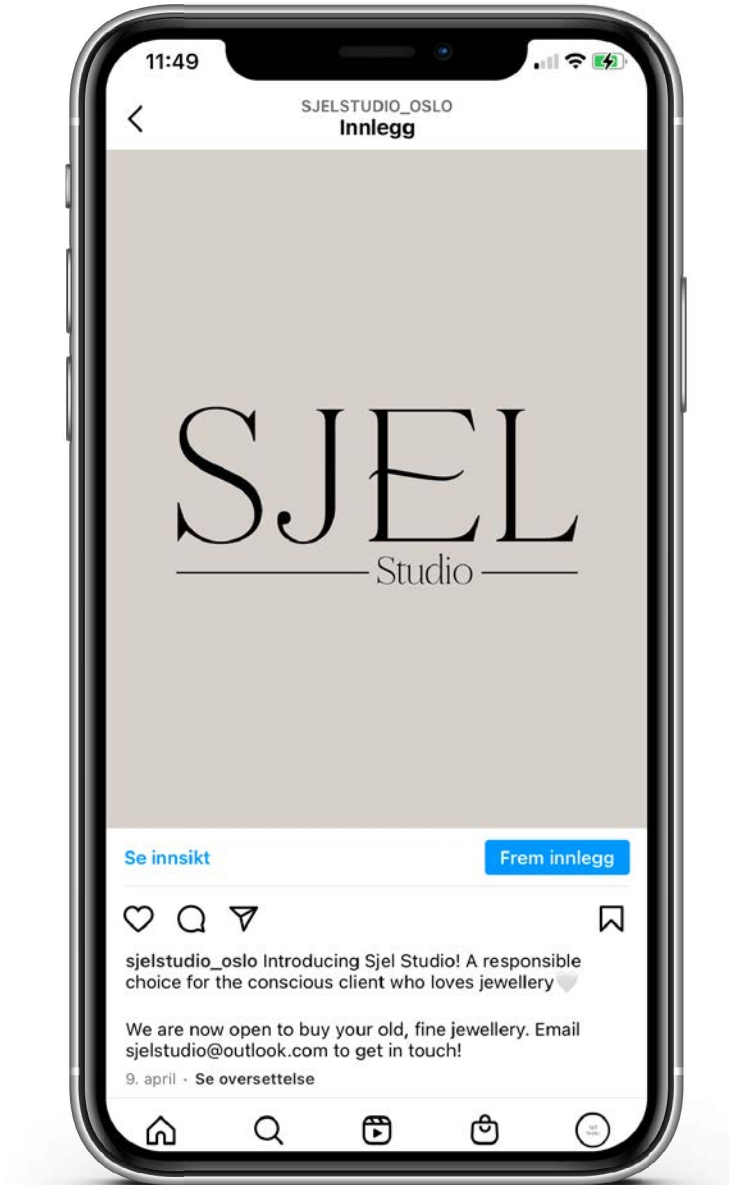 11:49
SJELSTUDIO_OSLO
Innlegg
SJEL
Studio
Se innsikt
Frem innlegg
sjelstudio_oslo Introducing Sjel Studio! A responsible
choice for the conscious client who loves jewellery🤍
We are now open to buy your old, fine jewellery. Email
sjelstudio@outlook.com to get in touch!
9. april · Se oversettelse